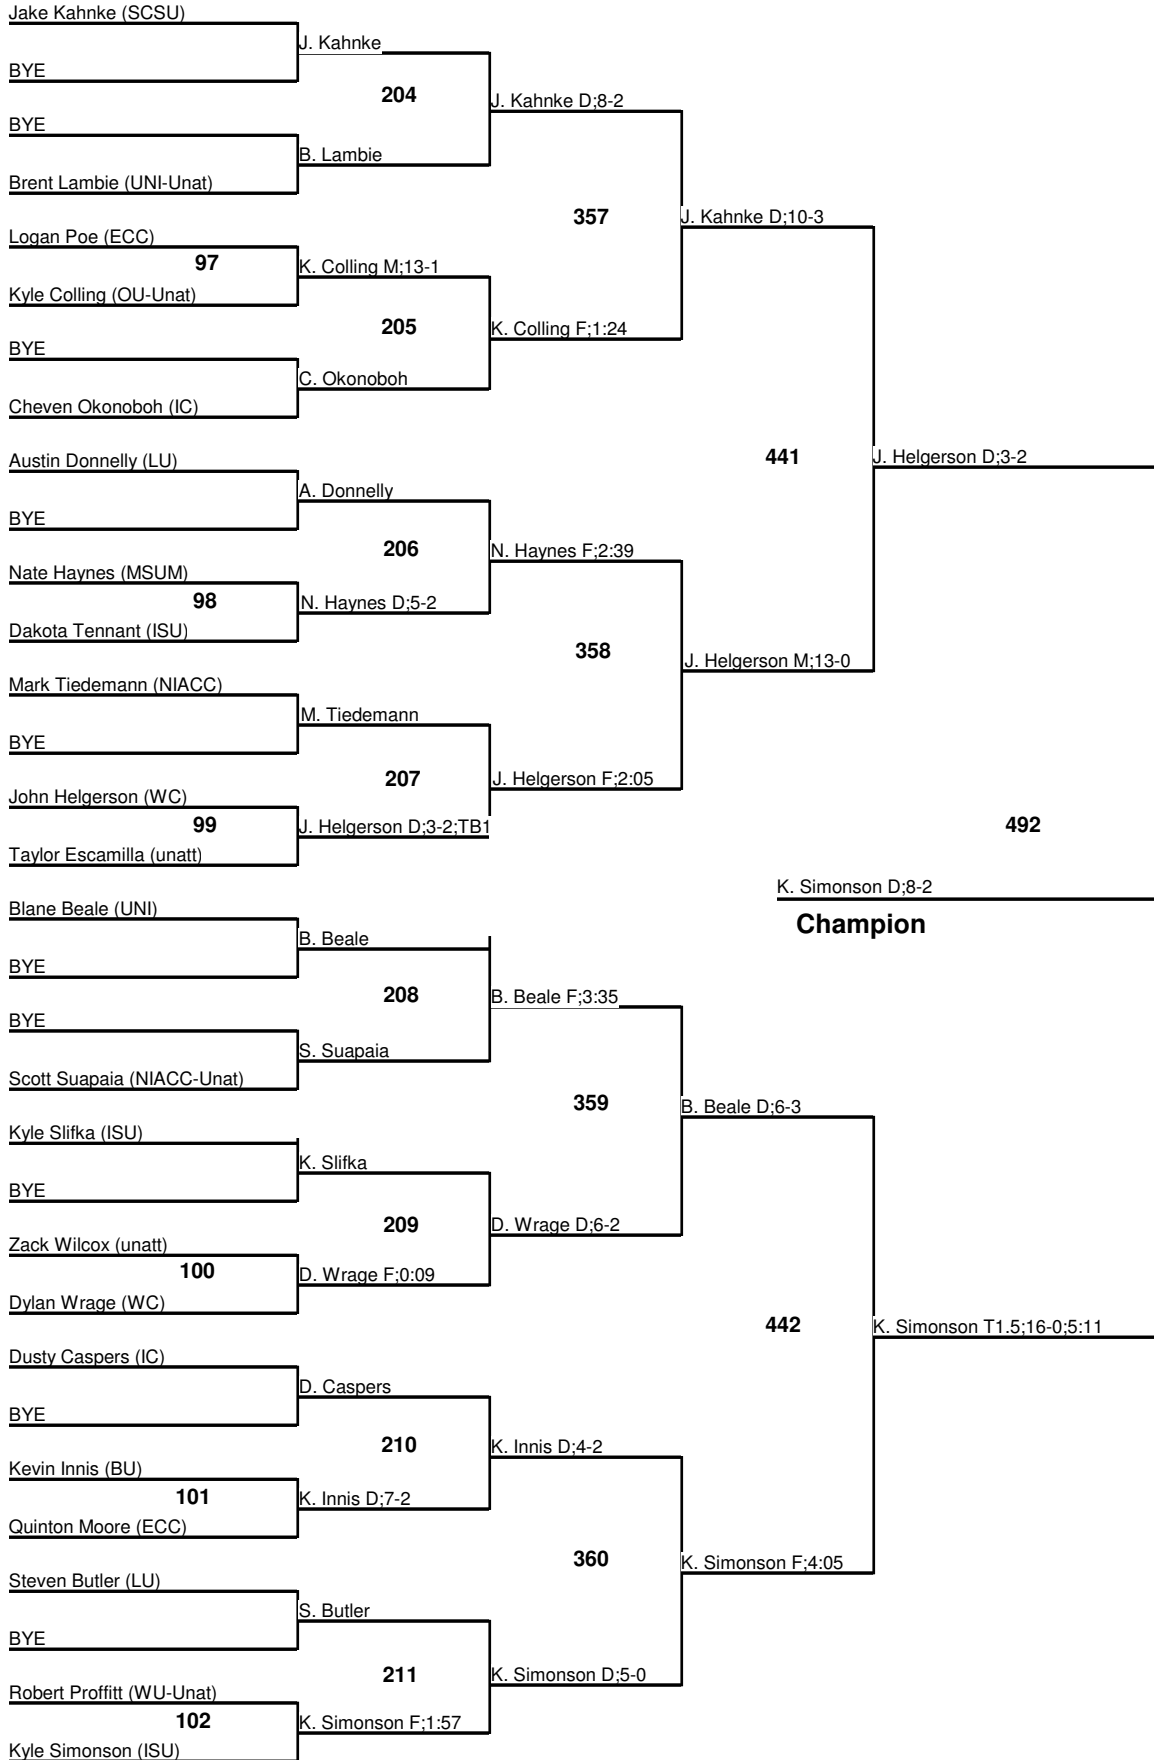 Jake Kahnke (SCSU)
J. Kahnke
BYE
204
J. Kahnke D;8-2
BYE
B. Lambie
Brent Lambie (UNI-Unat)
357
J. Kahnke D;10-3
Logan Poe (ECC)
97
K. Colling M;13-1
Kyle Colling (OU-Unat)
205
K. Colling F;1:24
BYE
C. Okonoboh
Cheven Okonoboh (IC)
441
J. Helgerson D;3-2
Austin Donnelly (LU)
A. Donnelly
BYE
206
N. Haynes F;2:39
Nate Haynes (MSUM)
98
N. Haynes D;5-2
Dakota Tennant (ISU)
358
J. Helgerson M;13-0
Mark Tiedemann (NIACC)
M. Tiedemann
BYE
207
J. Helgerson F;2:05
John Helgerson (WC)
99
J. Helgerson D;3-2;TB1
492
Taylor Escamilla (unatt)
K. Simonson D;8-2
Champion
Blane Beale (UNI)
B. Beale
BYE
208
B. Beale F;3:35
BYE
S. Suapaia
Scott Suapaia (NIACC-Unat)
359
B. Beale D;6-3
Kyle Slifka (ISU)
K. Slifka
BYE
209
D. Wrage D;6-2
Zack Wilcox (unatt)
100
D. Wrage F;0:09
Dylan Wrage (WC)
442
K. Simonson T1.5;16-0;5:11
Dusty Caspers (IC)
D. Caspers
BYE
210
K. Innis D;4-2
Kevin Innis (BU)
101
K. Innis D;7-2
Quinton Moore (ECC)
360
K. Simonson F;4:05
Steven Butler (LU)
S. Butler
BYE
211
K. Simonson D;5-0
Robert Proffitt (WU-Unat)
102
K. Simonson F;1:57
Kyle Simonson (ISU)